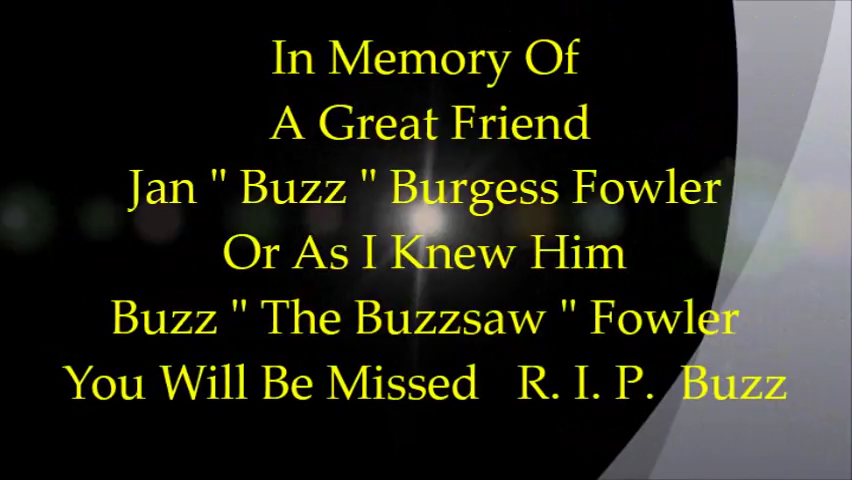 In Memory Of
A Great Friend
Jan " Buzz " Burgess Fowler
Or As I Knew Him
Buzz " The Buzzsaw " Fowler
You Will Be Missed   R. I. P.  Buzz